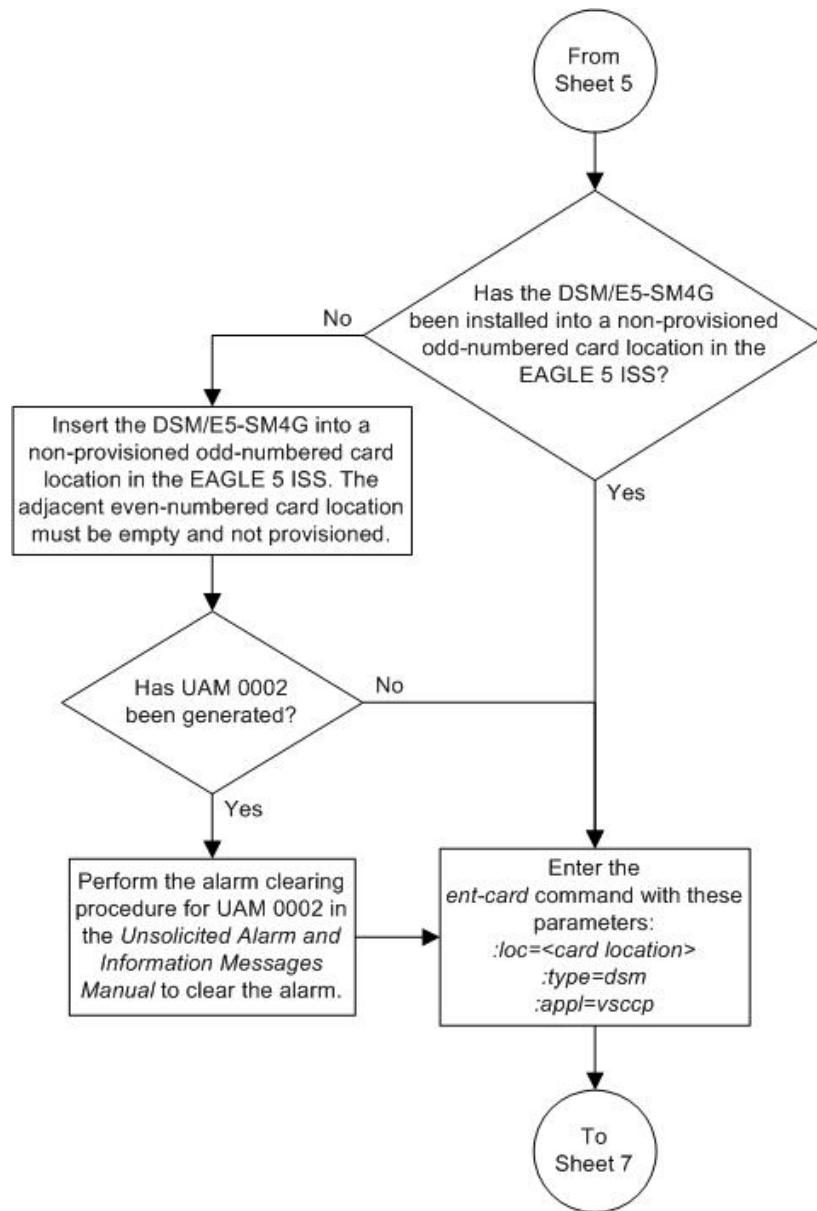 From
Sheet 5
Has the DSM/E5-SM4G
been installed into a non-provisioned
odd-numbered card location in the
EAGLE 5 ISS?
No
Yes
Insert the DSM/E5-SM4G into a
non-provisioned odd-numbered card
location in the EAGLE 5 ISS. The
adjacent even-numbered card location
must be empty and not provisioned.
Has UAM 0002
been generated?
No
Yes
Perform the alarm clearing
procedure for UAM 0002 in
the Unsolicited Alarm and
Information Messages
Manual to clear the alarm.
Enter the
ent-card command with these
parameters:
:loc=<card location>
:type=dsm
:appl=vsccp
To
Sheet 7